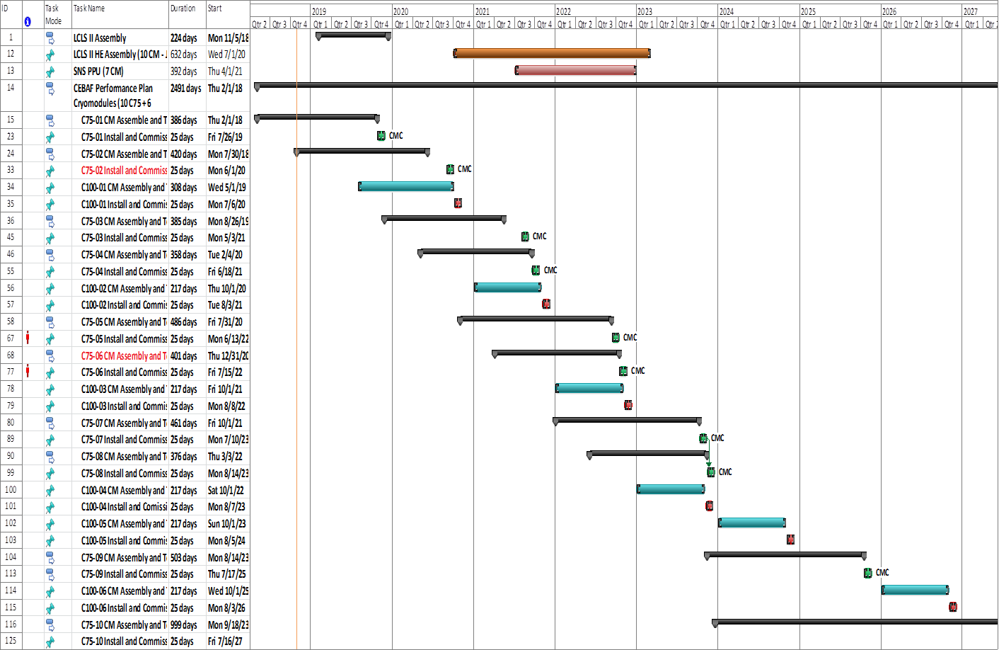 ID Task Mode Task Name Duration Start
2019 2020 2021 2022 2023 2024 2025 2026 2027
Qtr 2 Qtr 3 Qtr 4 Qtr 1 Qtr 2 Qtr 3 Qtr 4 Qtr 1 Qtr 2 Qtr 3 Qtr 4 Qtr 1 Qtr 2 Qtr 3 Qtr 4 Qtr 1 Qtr 2 Qtr 3 Qtr 4 Qtr 1 Qtr 2 Qtr 3 Qtr 4 Qtr 1 Qtr 2 Qtr 3 Qtr 4 Qtr 1 Qtr 2 Qtr 3 Qtr 4 Qtr 1 Qtr 2 Qtr 3 Qtr 4 Qtr 1 Qtr
1 LCLS II Assembly 224 days Mon 11/5/18
12 LCLS II HE Assembly (10 CM - 632 days Wed 7/1/20
13 SNS PPU (7 CM) 392 days Thu 4/1/21
14 CEBAF Performance Plan 2491 days Thu 2/1/18
Cryomodules (10 C75 + 6
15 C75-01 CM Assemble and T 386 days Thu 2/1/18
23 C75-01 Install and Commiss 25 days Fri 7/26/19 CMC
24 C75-02 CM Assemble and T 420 days Mon 7/30/18
33 C75-02 Install and Commiss 25 days Mon 6/1/20 CMC
34 C100-01 CM Assembly and 308 days Wed 5/1/19
35 C100-01 Install and Commis 25 days Mon 7/6/20
36 C75-03 CM Assembly and T 385 days Mon 8/26/19
45 C75-03 Install and Commiss 25 days Mon 5/3/21 CMC
46 C75-04 CM Assembly and T 358 days Tue 2/4/20
55 C75-04 Install and Commiss 25 days Fri 6/18/21 CMC
56 C100-02 CM Assembly and 217 days Thu 10/1/20
57 C100-02 Install and Commis 25 days Tue 8/3/21
58 C75-05 CM Assembly and T 486 days Fri 7/31/20
67 C75-05 Install and Commiss 25 days Mon 6/13/22 CMC
68 C75-06 CM Assembly and T 401 days Thu 12/31/20
77 C75-06 Install and Commiss 25 days Fri 7/15/22 CMC
78 C100-03 CM Assembly and 217 days Fri 10/1/21
79 C100-03 Install and Commis 25 days Mon 8/8/22
80 C75-07 CM Assembly and T 461 days Fri 10/1/21
89 C75-07 Install and Commiss 25 days Mon 7/10/23 CMC
90 C75-08 CM Assembly and T 376 days Thu 3/3/22
99 C75-08 Install and Commiss 25 days Mon 8/14/23 CMC
100 C100-04 CM Assembly and 217 days Sat 10/1/22
101 C100-04 Install and Comissi 25 days Mon 8/7/23
102 C100-05 CM Assembly and 217 days Sun 10/1/23
103 C100-05 Install and Commis 25 days Mon 8/5/24
104 C75-09 CM Assembly and T 503 days Mon 8/14/23
113 C75-09 Install and Commiss 25 days Thu 7/17/25 CMC
114 C100-06 CM Assembly and 217 days Wed 10/1/25
115 C100-06 Install and Commis 25 days Mon 8/3/26
116 C75-10 CM Assembly and T 999 days Mon 9/18/23
125 C75-10 Install and Commiss 25 days Fri 7/16/27